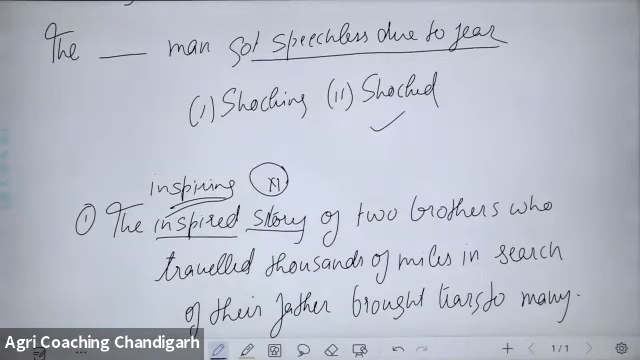 The ___ man got speechless due to fear
(i) Shocking (ii) Shocked ✓
inspiring
① The inspired story of two brothers who
travelled thousands of miles in search
of their father brought tears to many.
Agri Coaching Chandigarh
1/1